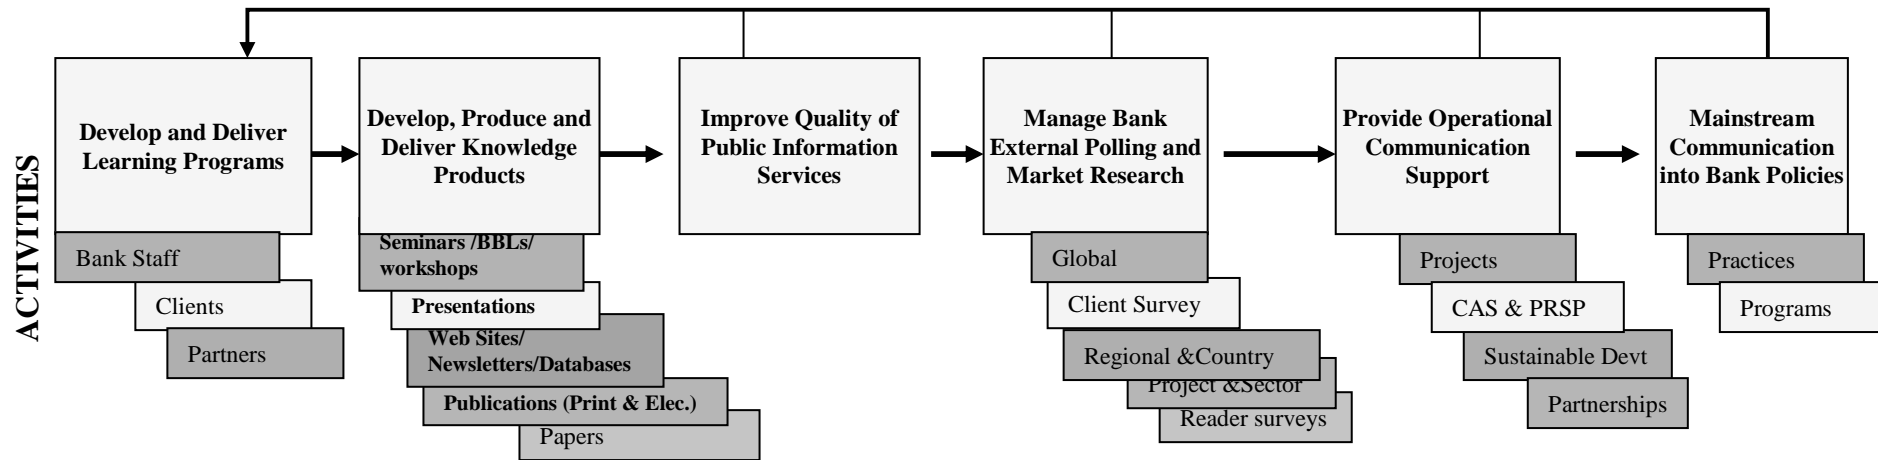 ACTIVITIES
Develop and Deliver
Learning Programs
Bank Staff
Clients
Partners
Develop, Produce and
Deliver Knowledge
Products
Seminars /BBLs/
workshops
Presentations
Web Sites/
Newsletters/Databases
Publications (Print & Elec.)
Papers
Improve Quality of
Public Information
Services
Manage Bank
External Polling and
Market Research
Global
Client Survey
Regional &Country
Project &Sector
Reader surveys
Provide Operational
Communication
Support
Projects
CAS & PRSP
Sustainable Devt
Partnerships
Mainstream
Communication
into Bank Policies
Practices
Programs